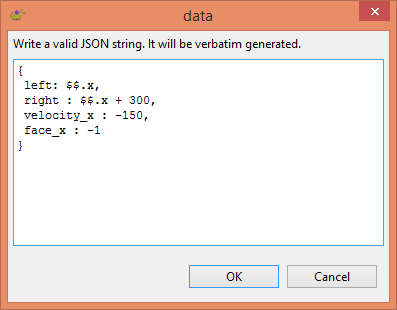 data
Write a valid JSON string. It will be verbatim generated.
{
 left: $$.x,
 right : $$.x + 300,
 velocity_x : -150,
 face_x : -1
}
OK
Cancel